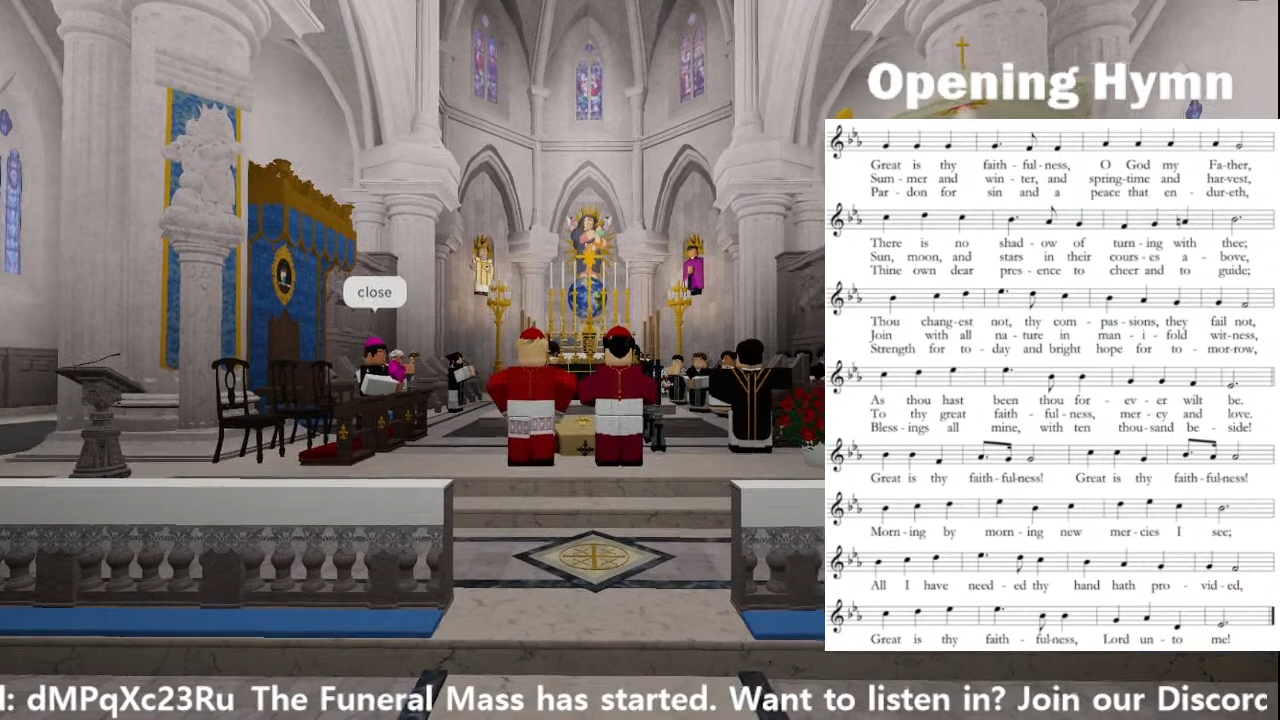 Opening Hymn
Great is thy faith - ful - ness, O God my Fa - ther,
Sum - mer and win - ter, and spring-time and har-vest,
Par - don for sin and a peace that en - dur-eth,
There is no shad - ow of turn - ing with thee;
Sun, moon, and stars in their cours - es a - bove,
Thine own dear pres - ence to cheer and to guide;
Thou chang-est not, thy com - pas - sions, they fail not,
Join with all na - ture in man - i - fold wit-ness,
Strength for to - day and bright hope for to - mor-row,
As thou hast been thou for - ev - er wilt be.
To thy great faith - ful - ness, mer - cy and love.
Bless - ings all mine, with ten thou - sand be - side!
Great is thy faith - ful-ness! Great is thy faith - ful-ness!
Morn - ing by morn - ing new mer - cies I see;
All I have need - ed thy hand hath pro - vid - ed,
Great is thy faith - ful-ness, Lord un - to me!
close
d: dMPqXc23Ru The Funeral Mass has started. Want to listen in? Join our Discord